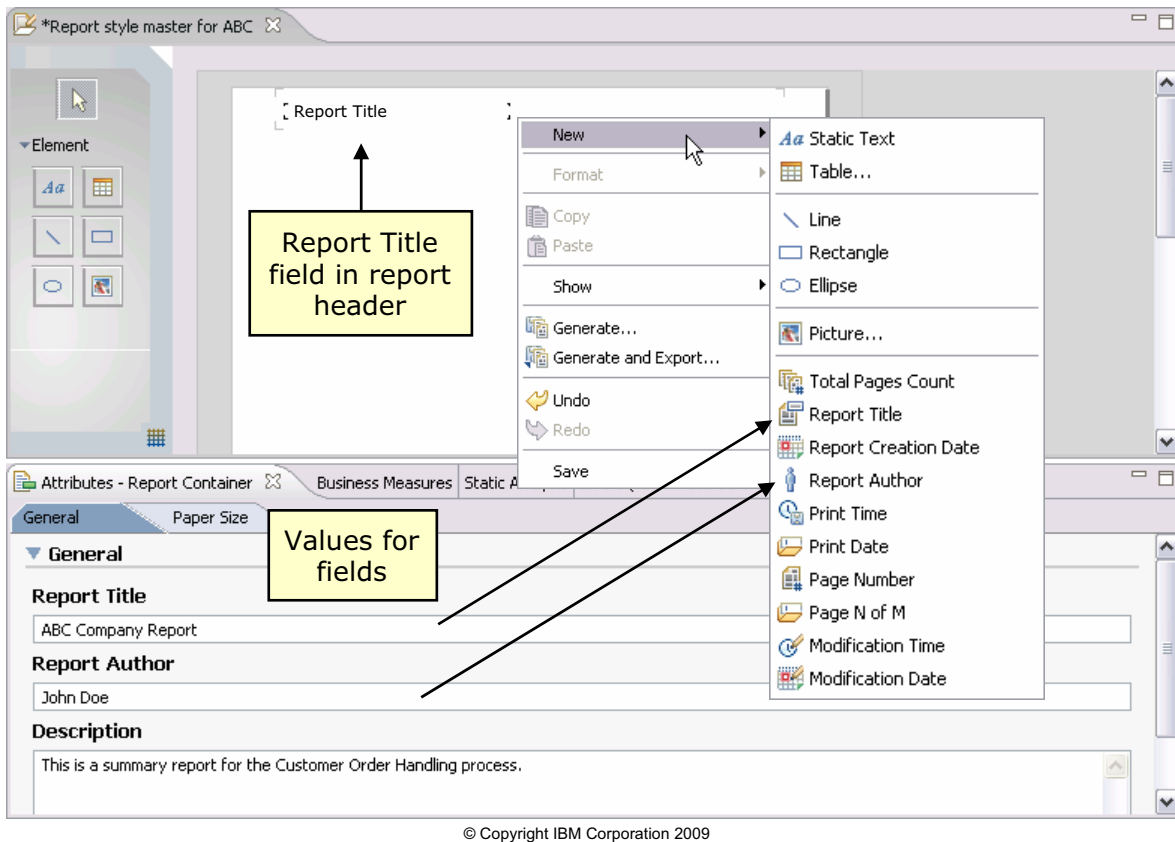 *Report style master for ABC
Element
Aa
Report Title
Report Title
field in report
header
New
Format
Copy
Paste
Show
Generate...
Generate and Export...
Undo
Redo
Save
Aa Static Text
Table...
Line
Rectangle
Ellipse
Picture...
Total Pages Count
Report Title
Report Creation Date
Report Author
Print Time
Print Date
Page Number
Page N of M
Modification Time
Modification Date
Attributes - Report Container
Business Measures
Static
General
Paper Size
Values for
fields
General
Report Title
ABC Company Report
Report Author
John Doe
Description
This is a summary report for the Customer Order Handling process.
© Copyright IBM Corporation 2009